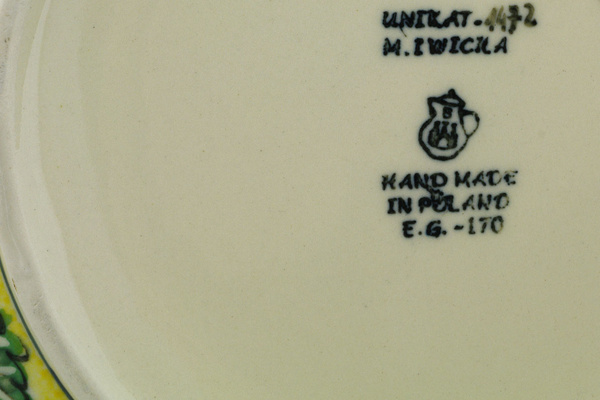 UNIKAT-1472
M. IWICKA
HAND MADE
IN POLAND
E.G. -170